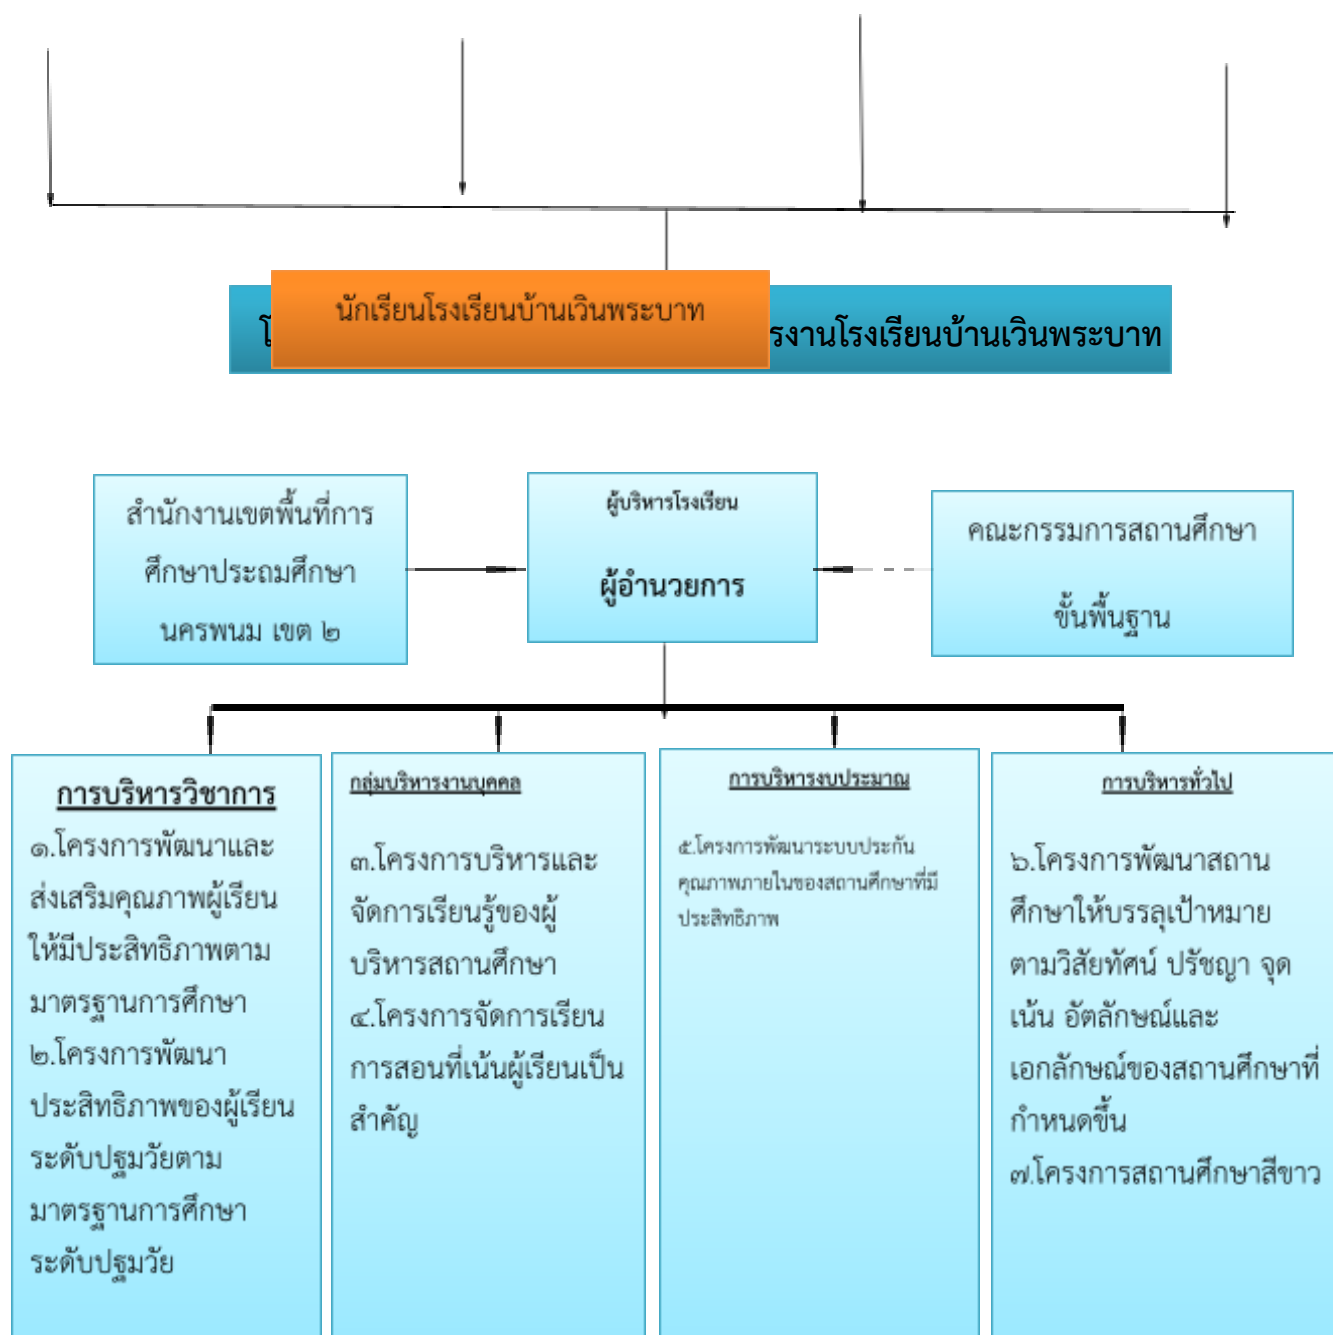 นักเรียนโรงเรียนบ้านเวินพระบาท
รงานโรงเรียนบ้านเวินพระบาท
สำนักงานเขตพื้นที่การ
ศึกษาประถมศึกษา
นครพนม เขต ๒
ผู้บริหารโรงเรียน
ผู้อำนวยการ
คณะกรรมการสถานศึกษา
ขั้นพื้นฐาน
การบริหารวิชาการ
๑.โครงการพัฒนาและ
ส่งเสริมคุณภาพผู้เรียน
ให้มีประสิทธิภาพตาม
มาตรฐานการศึกษา
๒.โครงการพัฒนา
ประสิทธิภาพของผู้เรียน
ระดับปฐมวัยตาม
มาตรฐานการศึกษา
ระดับปฐมวัย
กลุ่มบริหารงานบุคคล
๓.โครงการบริหารและ
จัดการเรียนรู้ของผู้
บริหารสถานศึกษา
๔.โครงการจัดการเรียน
การสอนที่เน้นผู้เรียนเป็น
สำคัญ
การบริหารงบประมาณ
๕.โครงการพัฒนาระบบประกัน
คุณภาพภายในของสถานศึกษาที่มี
ประสิทธิภาพ
การบริหารทั่วไป
๖.โครงการพัฒนาสถาน
ศึกษาให้บรรลุเป้าหมาย
ตามวิสัยทัศน์ ปรัชญา จุด
เน้น อัตลักษณ์และ
เอกลักษณ์ของสถานศึกษาที่
กำหนดขึ้น
๗.โครงการสถานศึกษาสีขาว